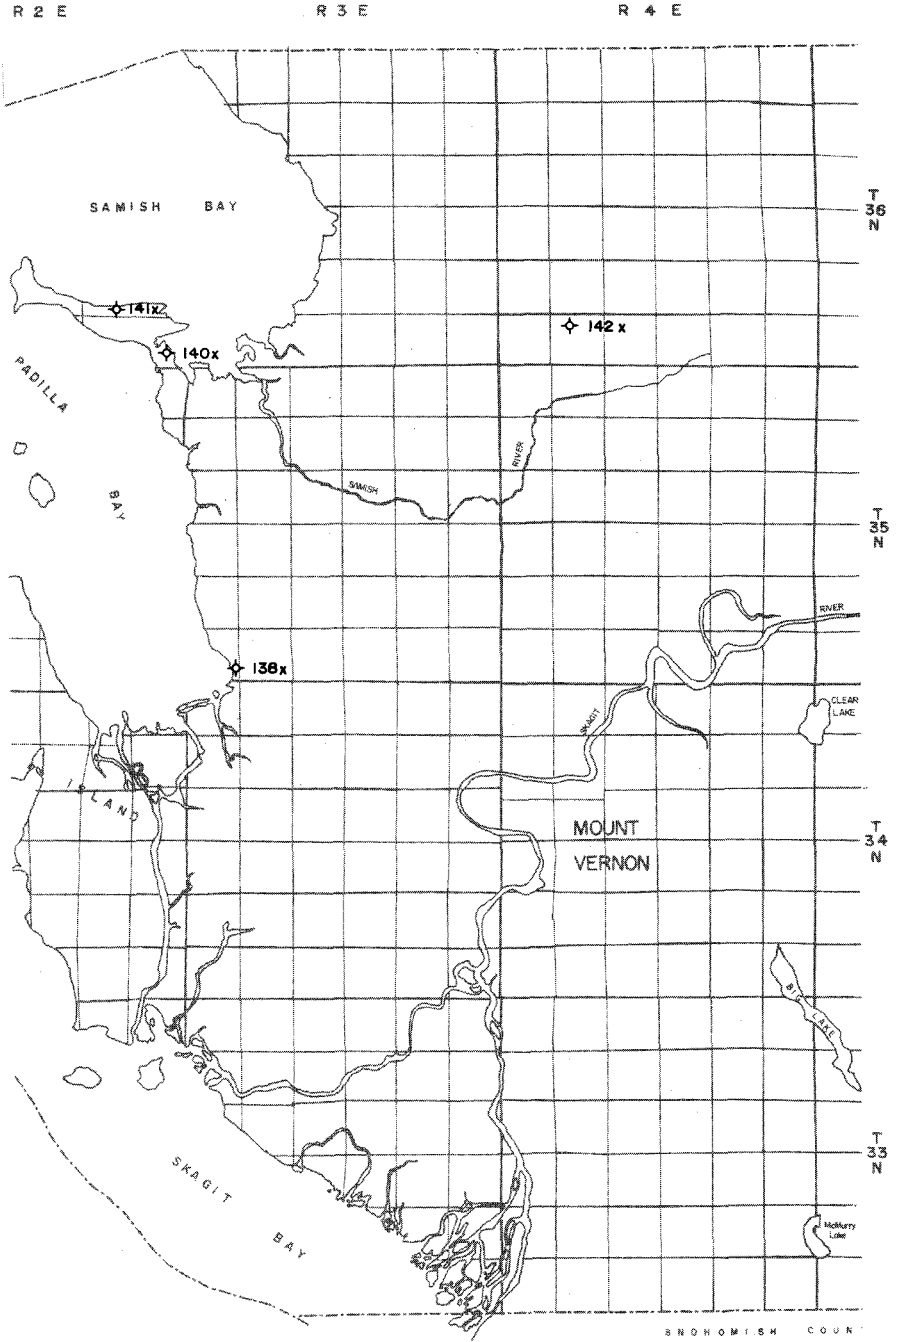 R 2 E R 3 E R 4 E
SAMISH BAY
T 36 N
141x
142 x
140x
PADILLA BAY
RIVER
SAMISH
T 35 N
RIVER
138x
CLEAR LAKE
SKAGIT
ISLAND
MOUNT VERNON
T 34 N
BIG LAKE
T 33 N
SKAGIT BAY
McMurry Lake
SNOHOMISH COUN